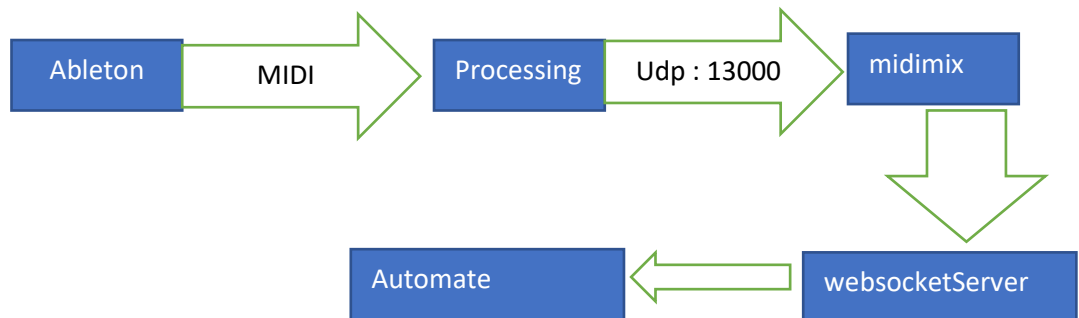 Ableton
MIDI
Processing
Udp : 13000
midimix
Automate
websocketServer